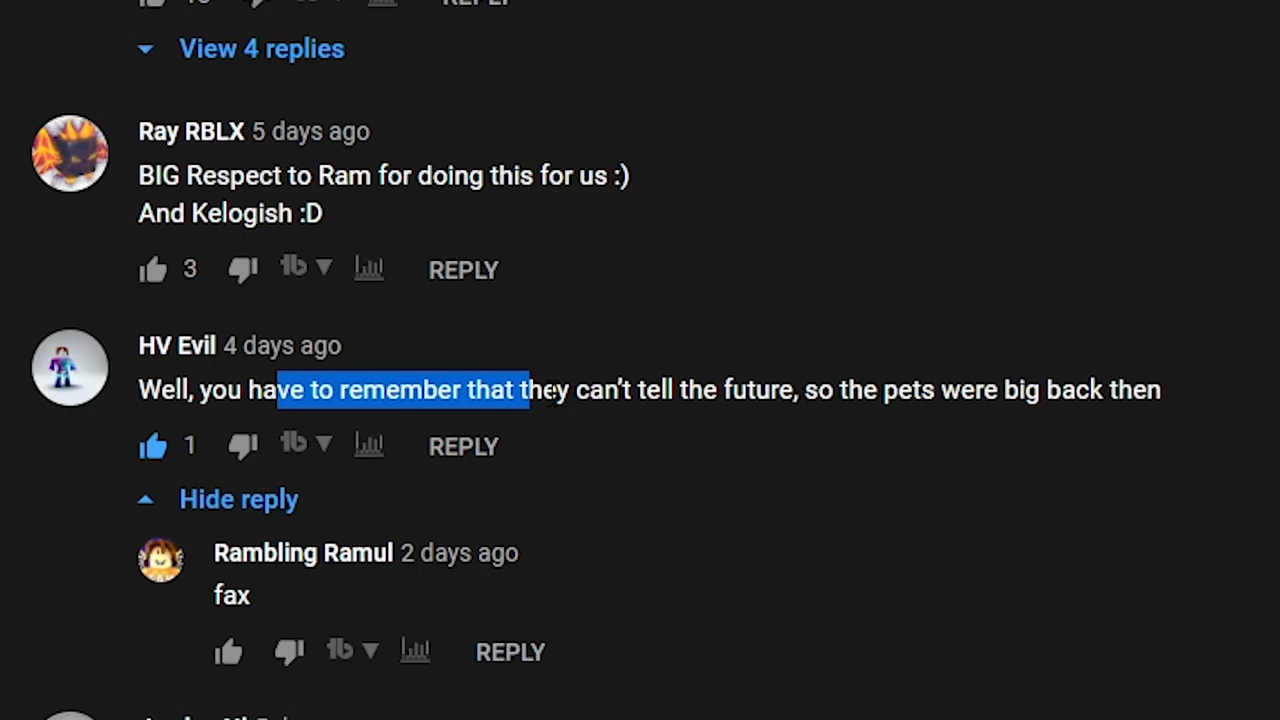 REPLY
View 4 replies
Ray RBLX 5 days ago
BIG Respect to Ram for doing this for us :)
And Kelogish :D
3 REPLY
HV Evil 4 days ago
Well, you have to remember that they can't tell the future, so the pets were big back then
1 REPLY
Hide reply
Rambling Ramul 2 days ago
fax
REPLY